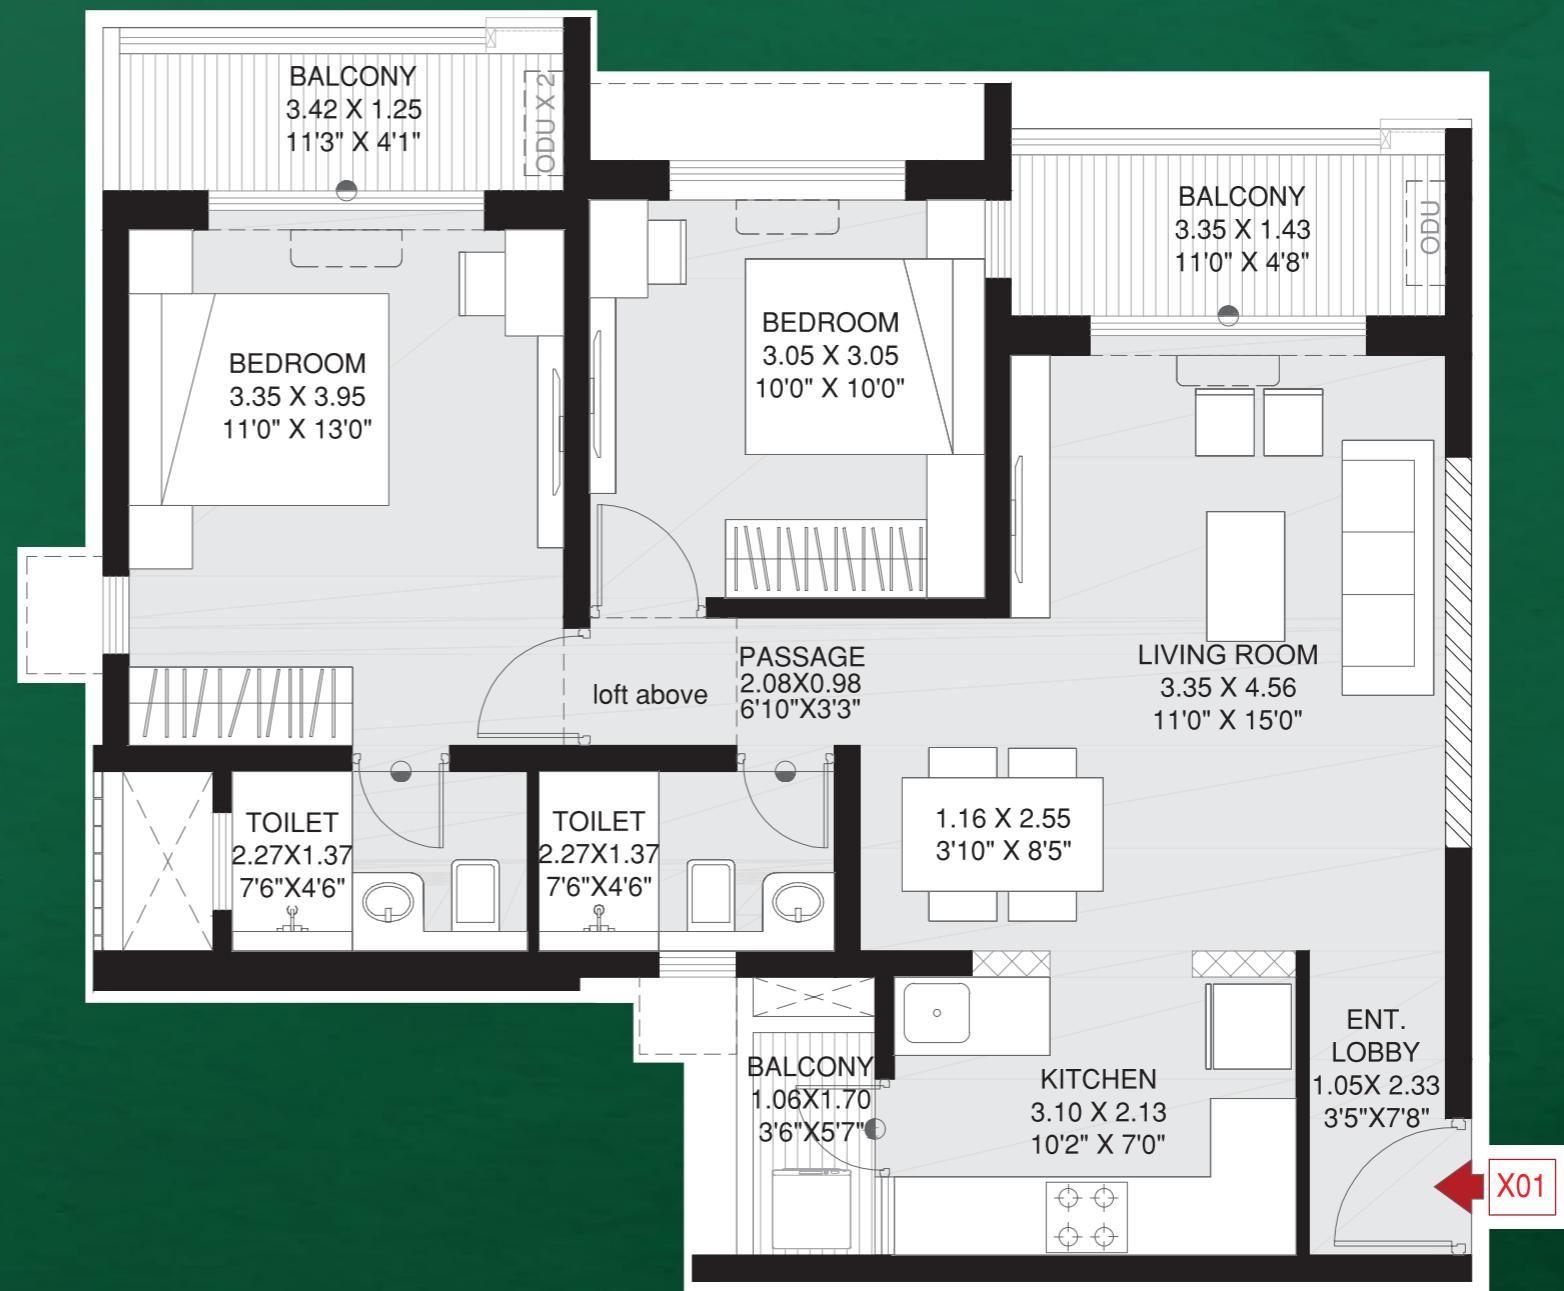 BALCONY
3.42 X 1.25
11'3" X 4'1"
ODU X 2
BALCONY
3.35 X 1.43
11'0" X 4'8"
ODU
BEDROOM
3.35 X 3.95
11'0" X 13'0"
BEDROOM
3.05 X 3.05
10'0" X 10'0"
loft above
PASSAGE
2.08X0.98
6'10"X3'3"
LIVING ROOM
3.35 X 4.56
11'0" X 15'0"
TOILET
2.27X1.37
7'6"X4'6"
TOILET
2.27X1.37
7'6"X4'6"
1.16 X 2.55
3'10" X 8'5"
BALCONY
1.06X1.70
3'6"X5'7"
KITCHEN
3.10 X 2.13
10'2" X 7'0"
ENT.
LOBBY
1.05X 2.33
3'5"X7'8"
X01